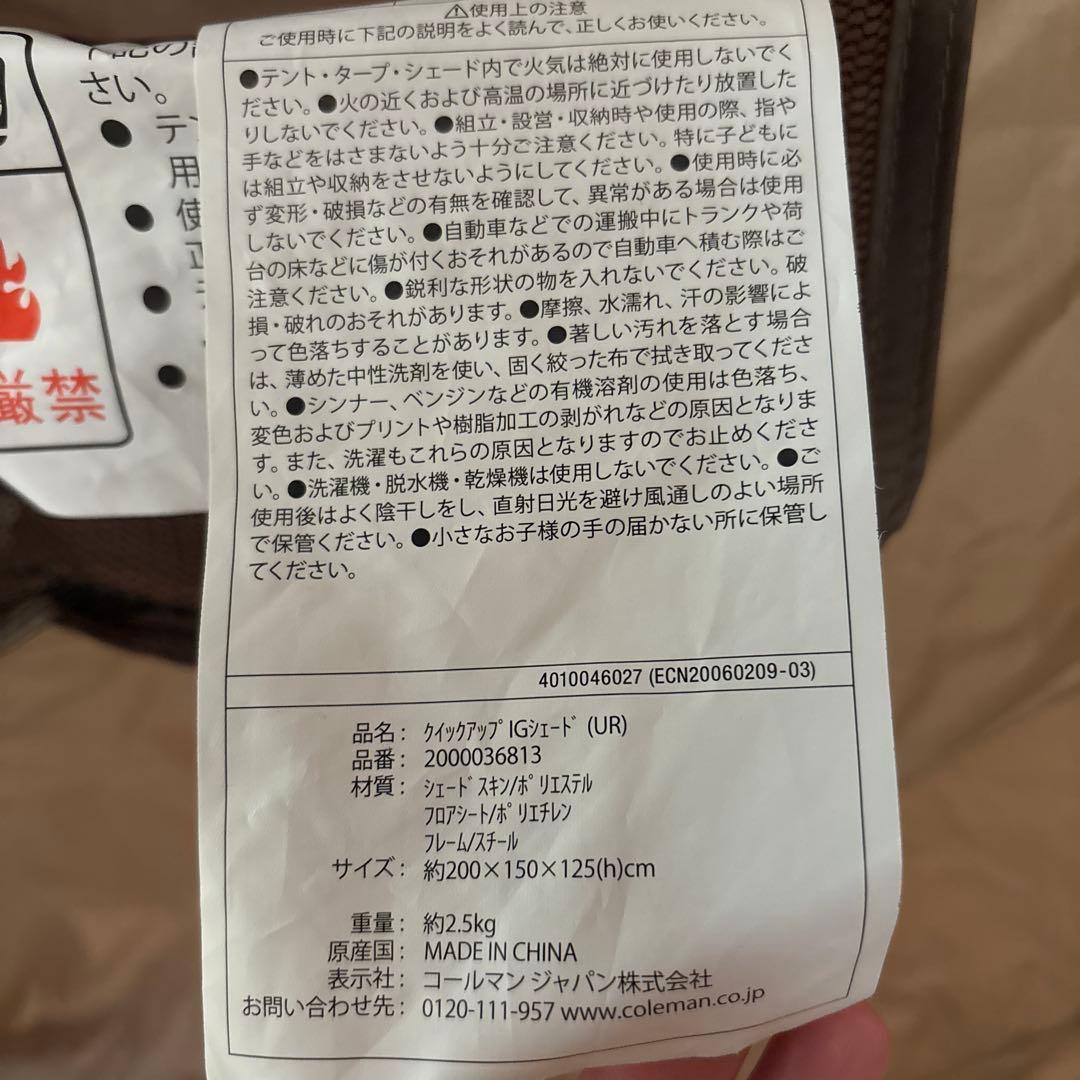 さい。
● テン
用
● 使
正
●
●
厳禁
⚠使用上の注意
ご使用時に下記の説明をよく読んで、正しくお使いください。
●テント・タープ・シェード内で火気は絶対に使用しないでく
ださい。●火の近くおよび高温の場所に近づけたり放置した
りしないでください。●組立・設営・収納時や使用の際、指や
手などをはさまないよう十分ご注意ください。特に子どもに
は組立や収納をさせないようにしてください。●使用時に必
ず変形・破損などの有無を確認して、異常がある場合は使用
しないでください。●自動車などでの運搬中にトランクや荷
台の床などに傷が付くおそれがあるので自動車へ積む際はご
注意ください。●鋭利な形状の物を入れないでください。破
損・破れのおそれがあります。●摩擦、水濡れ、汗の影響によ
って色落ちすることがあります。●著しい汚れを落とす場合
は、薄めた中性洗剤を使い、固く絞った布で拭き取ってくださ
い。●シンナー、ベンジンなどの有機溶剤の使用は色落ち、
変色およびプリントや樹脂加工の剥がれなどの原因となりま
す。また、洗濯もこれらの原因となりますのでお止めくださ
い。●洗濯機・脱水機・乾燥機は使用しないでください。●ご
使用後はよく陰干しをし、直射日光を避け風通しのよい場所
で保管ください。●小さなお子様の手の届かない所に保管し
てください。
4010046027 (ECN20060209-03)
品名： ｸｲｯｸｱｯﾌﾟIGｼｪｰﾄﾞ (UR)
品番： 2000036813
材質： ｼｪｰﾄﾞｽｷﾝ/ﾎﾟﾘｴｽﾃﾙ
ﾌﾛｱｼｰﾄ/ﾎﾟﾘｴﾁﾚﾝ
ﾌﾚｰﾑ/ｽﾁｰﾙ
サイズ： 約200×150×125(h)cm
重量： 約2.5kg
原産国： MADE IN CHINA
表示社： コールマン ジャパン株式会社
お問い合わせ先： 0120-111-957 www.coleman.co.jp